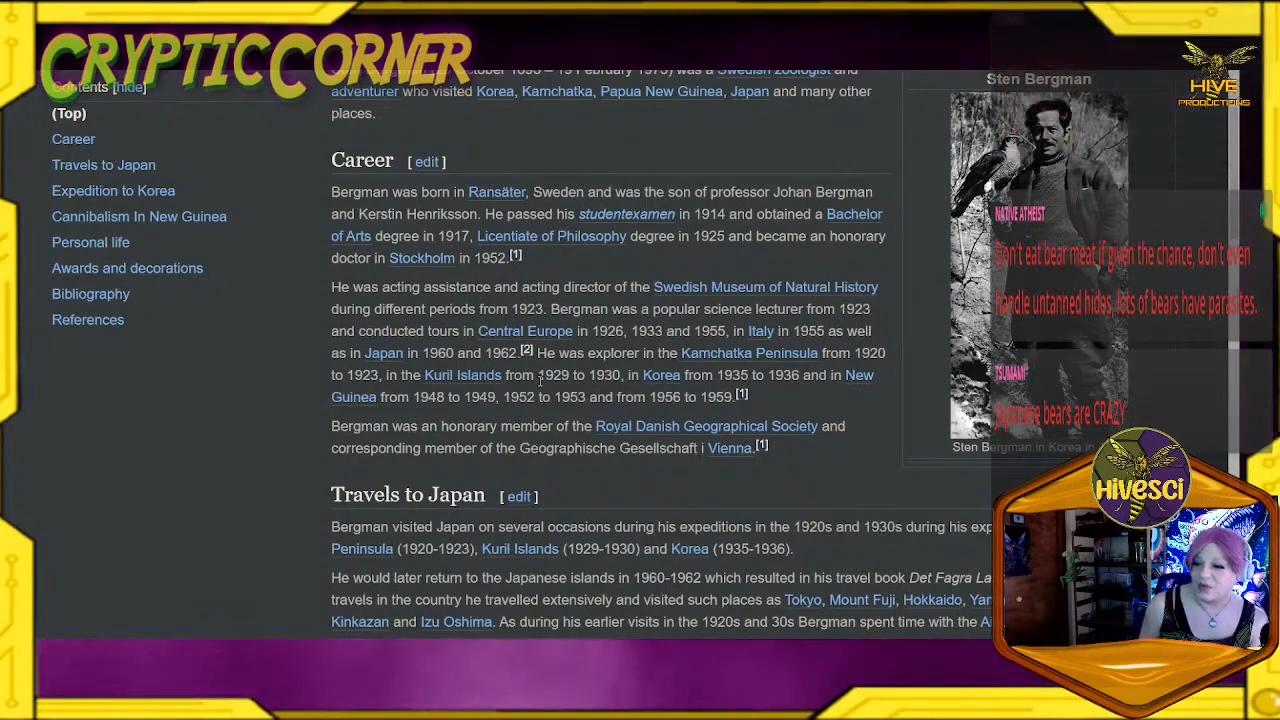 CRYPTIC CORNER
HIVE
PRODUCTIONS
Contents [hide]
(Top)
Career
Travels to Japan
Expedition to Korea
Cannibalism In New Guinea
Personal life
Awards and decorations
Bibliography
References
was a Swedish zoologist and
adventurer who visited Korea, Kamchatka, Papua New Guinea, Japan and many other
places.
Career [ edit ]
Bergman was born in Ransäter, Sweden and was the son of professor Johan Bergman
and Kerstin Henriksson. He passed his studentexamen in 1914 and obtained a Bachelor
of Arts degree in 1917, Licentiate of Philosophy degree in 1925 and became an honorary
doctor in Stockholm in 1952.[1]
He was acting assistance and acting director of the Swedish Museum of Natural History
during different periods from 1923. Bergman was a popular science lecturer from 1923
and conducted tours in Central Europe in 1926, 1933 and 1955, in Italy in 1955 as well
as in Japan in 1960 and 1962.[2] He was explorer in the Kamchatka Peninsula from 1920
to 1923, in the Kuril Islands from 1929 to 1930, in Korea from 1935 to 1936 and in New
Guinea from 1948 to 1949, 1952 to 1953 and from 1956 to 1959.[1]
Bergman was an honorary member of the Royal Danish Geographical Society and
corresponding member of the Geographische Gesellschaft i Vienna.[1]
Travels to Japan [ edit ]
Bergman visited Japan on several occasions during his expeditions in the 1920s and 1930s during his exp
Peninsula (1920-1923), Kuril Islands (1929-1930) and Korea (1935-1936).
He would later return to the Japanese islands in 1960-1962 which resulted in his travel book Det Fagra La
travels in the country he travelled extensively and visited such places as Tokyo, Mount Fuji, Hokkaido, Yam
Kinkazan and Izu Oshima. As during his earlier visits in the 1920s and 30s Bergman spent time with the Ai
Sten Bergman
NATIVE ATHEIST
Don't eat bear meat if given the chance, don't even
handle untanned hides, lots of bears have parasites.
TSUMAMI
Japanese bears are CRAZY
Sten Bergman in Korea in
HIVESCI